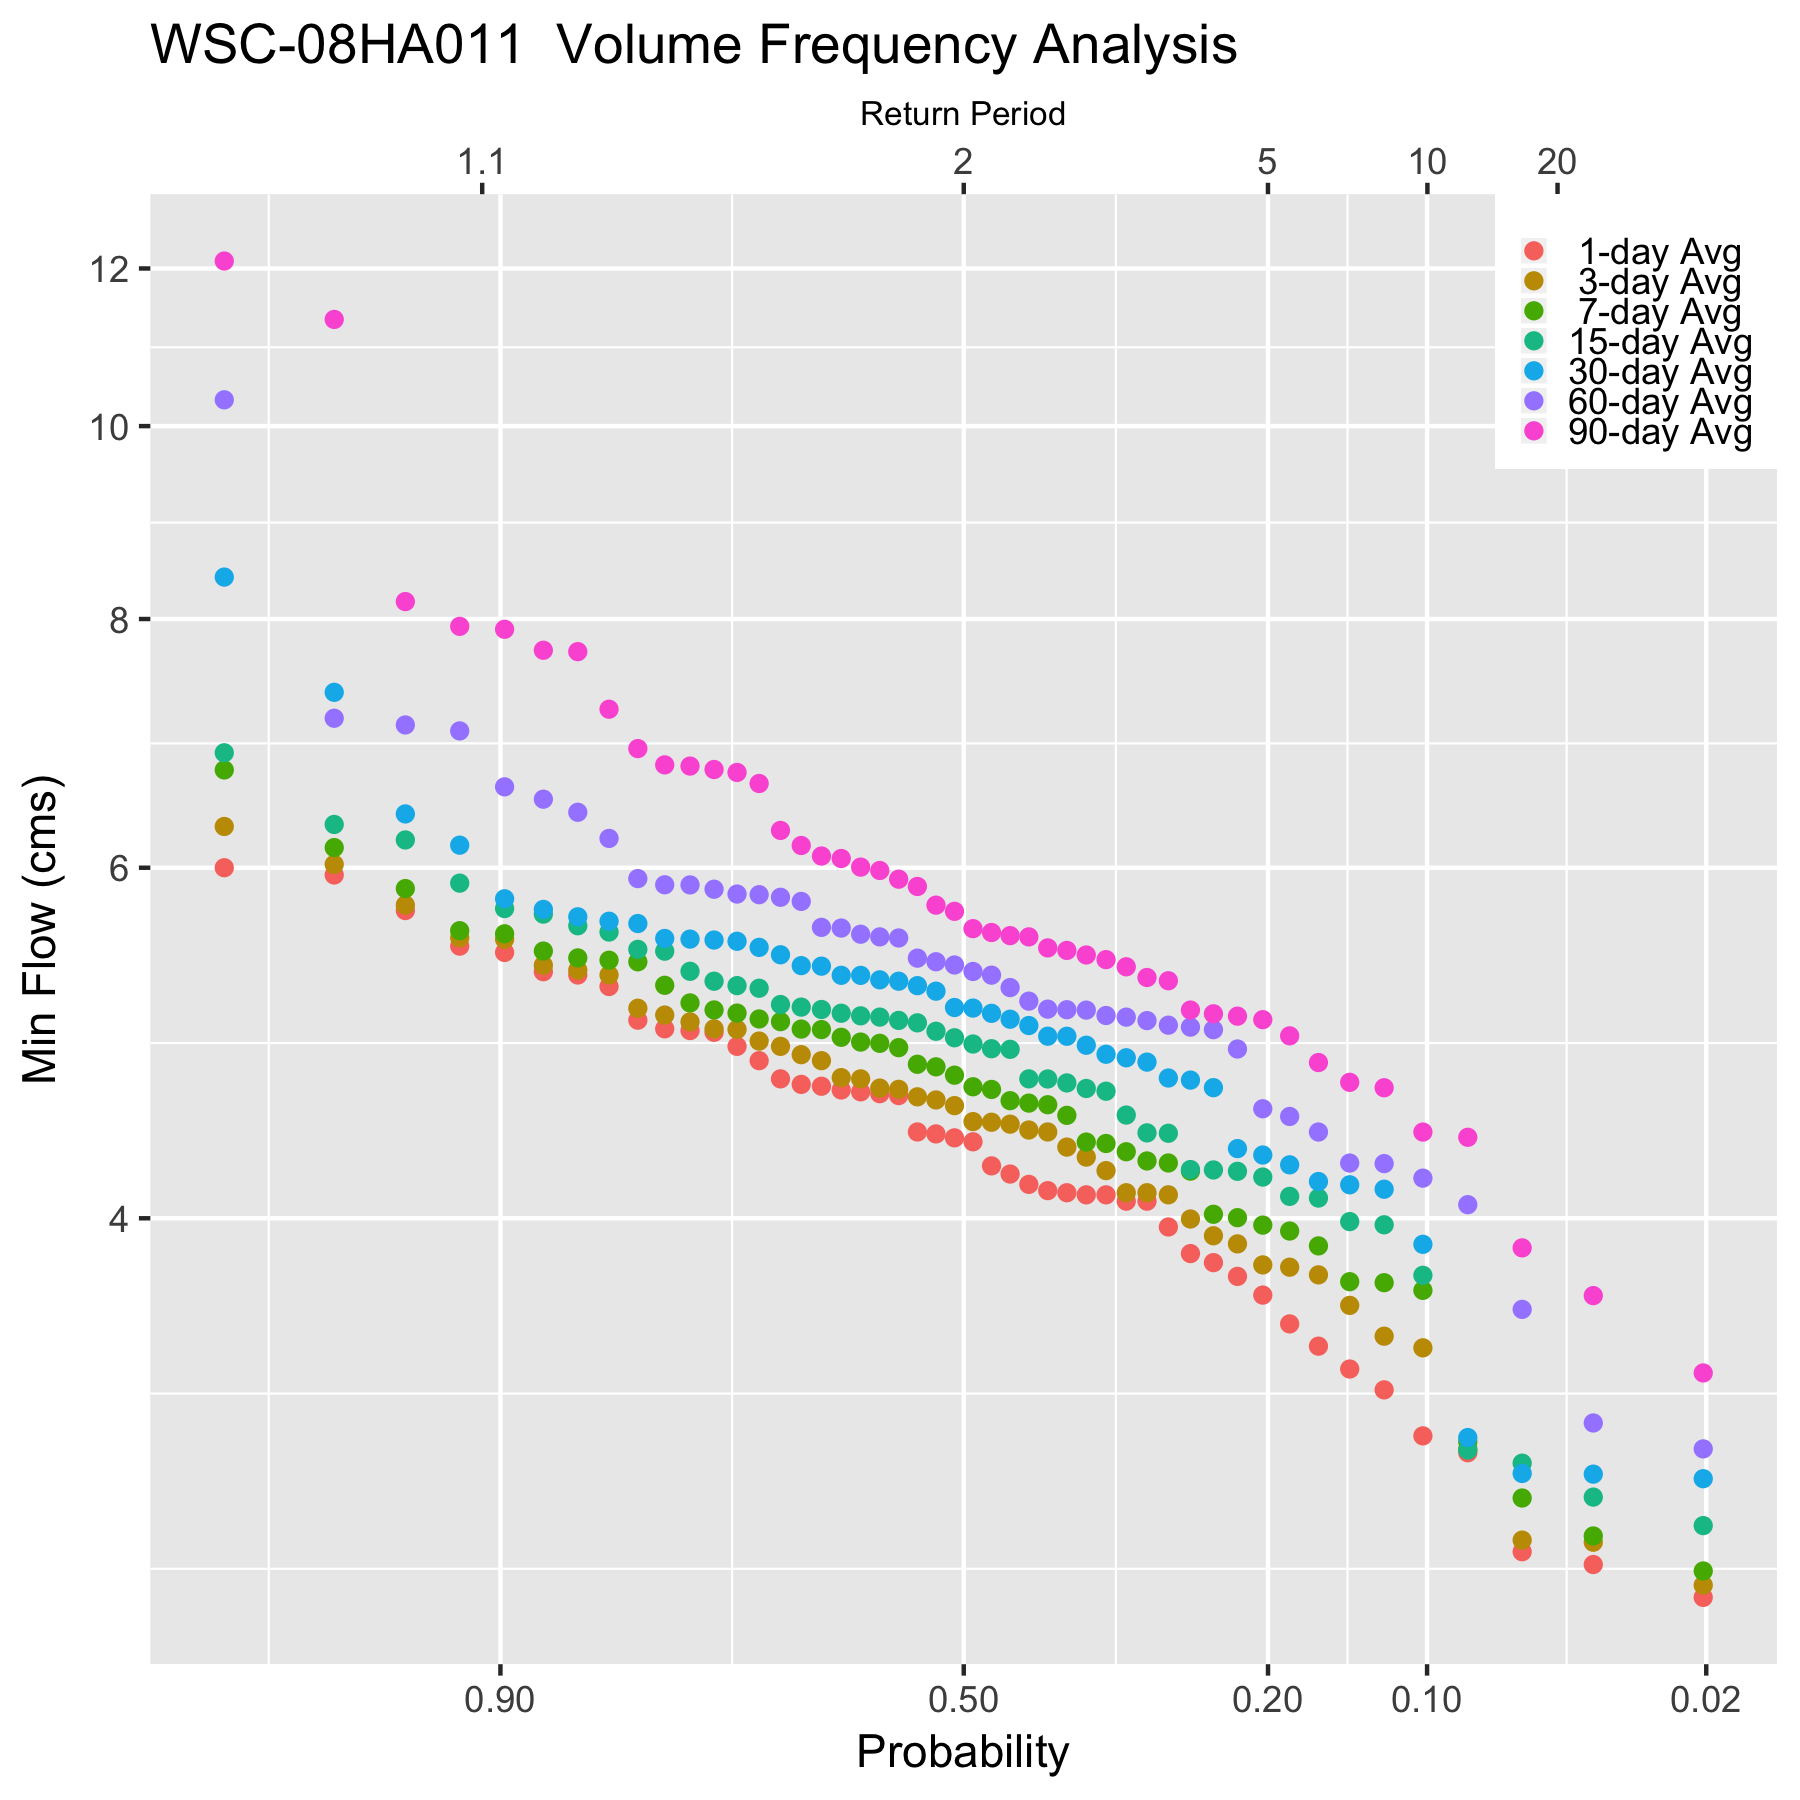 WSC-08HA011  Volume Frequency Analysis
Return Period
1.1 2 5 10 20
12
10
8
6
4
Min Flow (cms)
1-day Avg
3-day Avg
7-day Avg
15-day Avg
30-day Avg
60-day Avg
90-day Avg
0.90 0.50 0.20 0.10 0.02
Probability